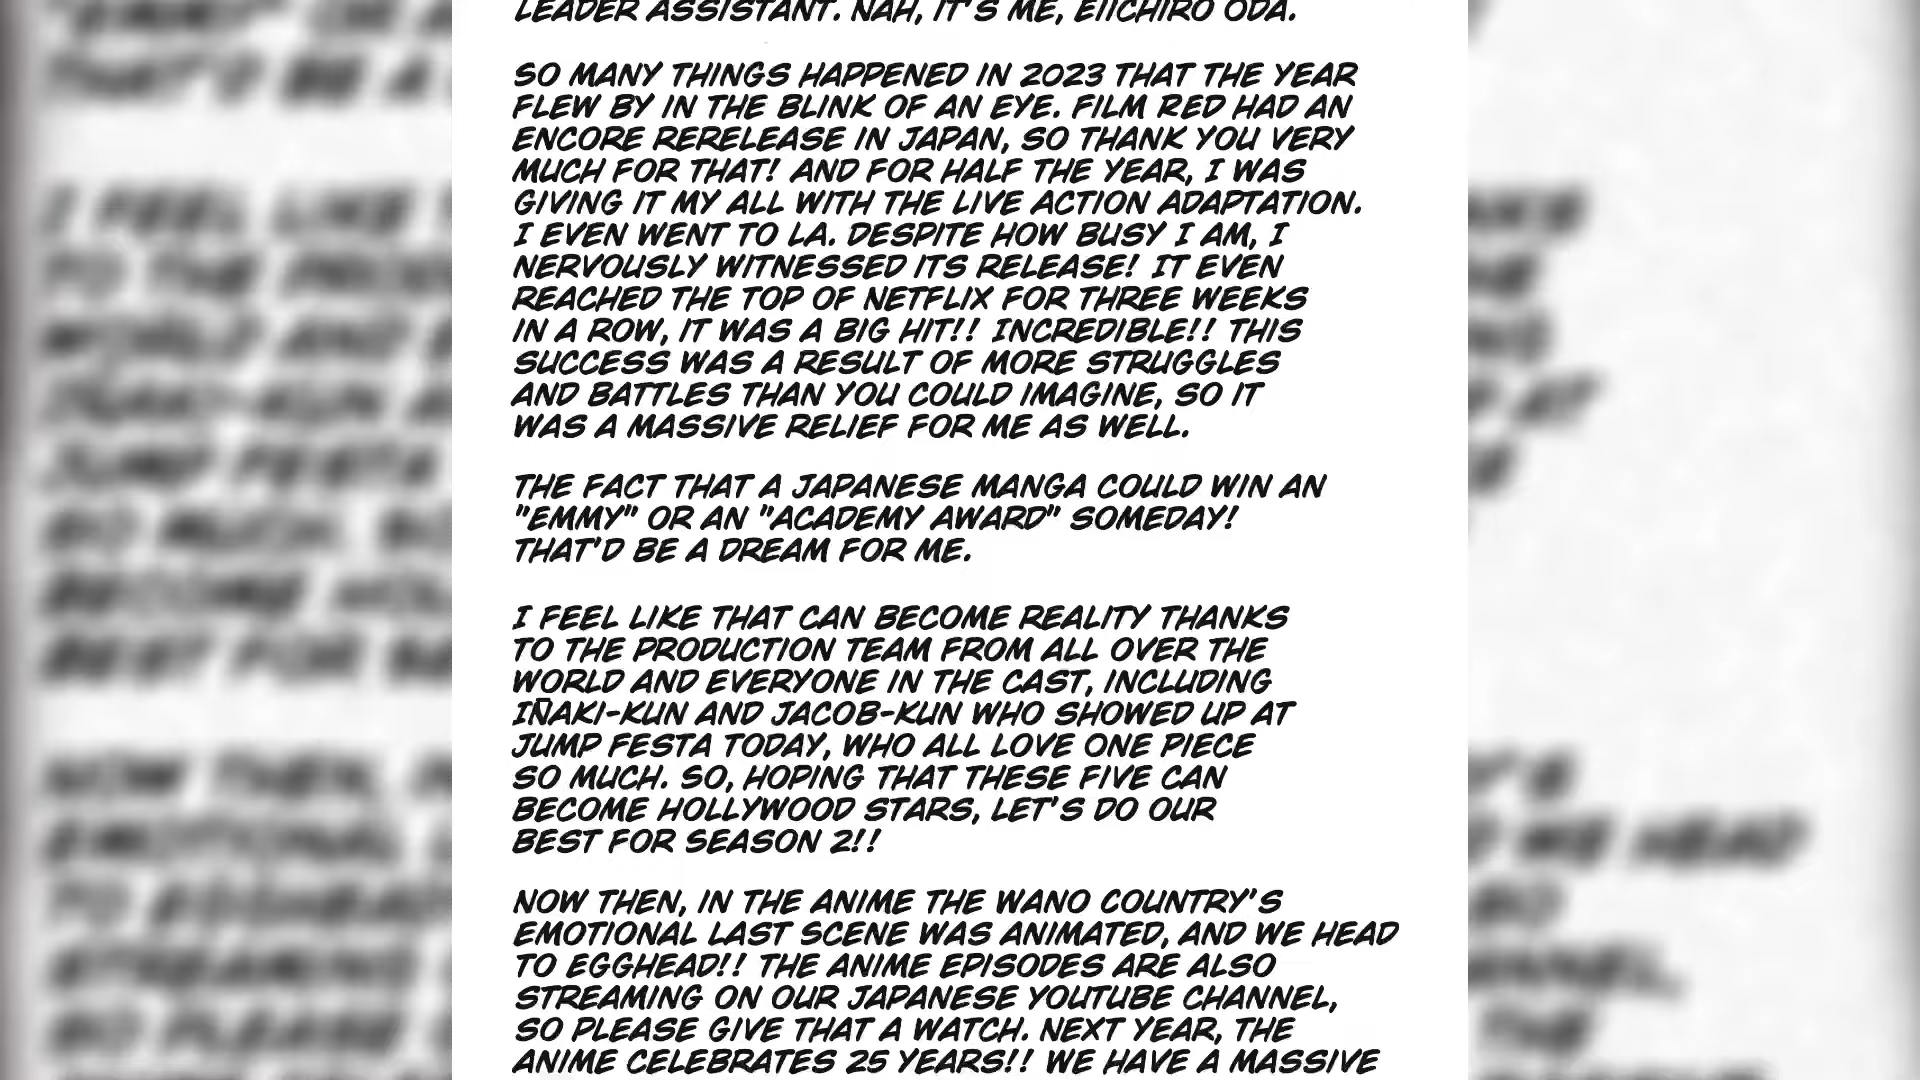 LEADER ASSISTANT. NAH, IT'S ME, EIICHIRO ODA.
SO MANY THINGS HAPPENED IN 2023 THAT THE YEAR
FLEW BY IN THE BLINK OF AN EYE. FILM RED HAD AN
ENCORE RERELEASE IN JAPAN, SO THANK YOU VERY
MUCH FOR THAT! AND FOR HALF THE YEAR, I WAS
GIVING IT MY ALL WITH THE LIVE ACTION ADAPTATION.
I EVEN WENT TO LA. DESPITE HOW BUSY I AM, I
NERVOUSLY WITNESSED ITS RELEASE! IT EVEN
REACHED THE TOP OF NETFLIX FOR THREE WEEKS
IN A ROW, IT WAS A BIG HIT!! INCREDIBLE!! THIS
SUCCESS WAS A RESULT OF MORE STRUGGLES
AND BATTLES THAN YOU COULD IMAGINE, SO IT
WAS A MASSIVE RELIEF FOR ME AS WELL.
THE FACT THAT A JAPANESE MANGA COULD WIN AN
"EMMY" OR AN "ACADEMY AWARD" SOMEDAY!
THAT'D BE A DREAM FOR ME.
I FEEL LIKE THAT CAN BECOME REALITY THANKS
TO THE PRODUCTION TEAM FROM ALL OVER THE
WORLD AND EVERYONE IN THE CAST, INCLUDING
IÑAKI-KUN AND JACOB-KUN WHO SHOWED UP AT
JUMP FESTA TODAY, WHO ALL LOVE ONE PIECE
SO MUCH. SO, HOPING THAT THESE FIVE CAN
BECOME HOLLYWOOD STARS, LET'S DO OUR
BEST FOR SEASON 2!!
NOW THEN, IN THE ANIME THE WANO COUNTRY'S
EMOTIONAL LAST SCENE WAS ANIMATED, AND WE HEAD
TO EGGHEAD!! THE ANIME EPISODES ARE ALSO
STREAMING ON OUR JAPANESE YOUTUBE CHANNEL,
SO PLEASE GIVE THAT A WATCH. NEXT YEAR, THE
ANIME CELEBRATES 25 YEARS!! WE HAVE A MASSIVE